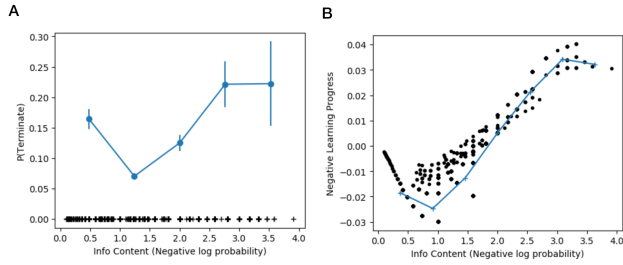 A
B
P(Terminate)
0.30
0.25
0.20
0.15
0.10
0.05
0.00
0.0 0.5 1.0 1.5 2.0 2.5 3.0 3.5 4.0
Info Content (Negative log probability)
Negative Learning Progress
0.04
0.03
0.02
0.01
0.00
−0.01
−0.02
−0.03
0.0 0.5 1.0 1.5 2.0 2.5 3.0 3.5 4.0
Info Content (Negative log probability)